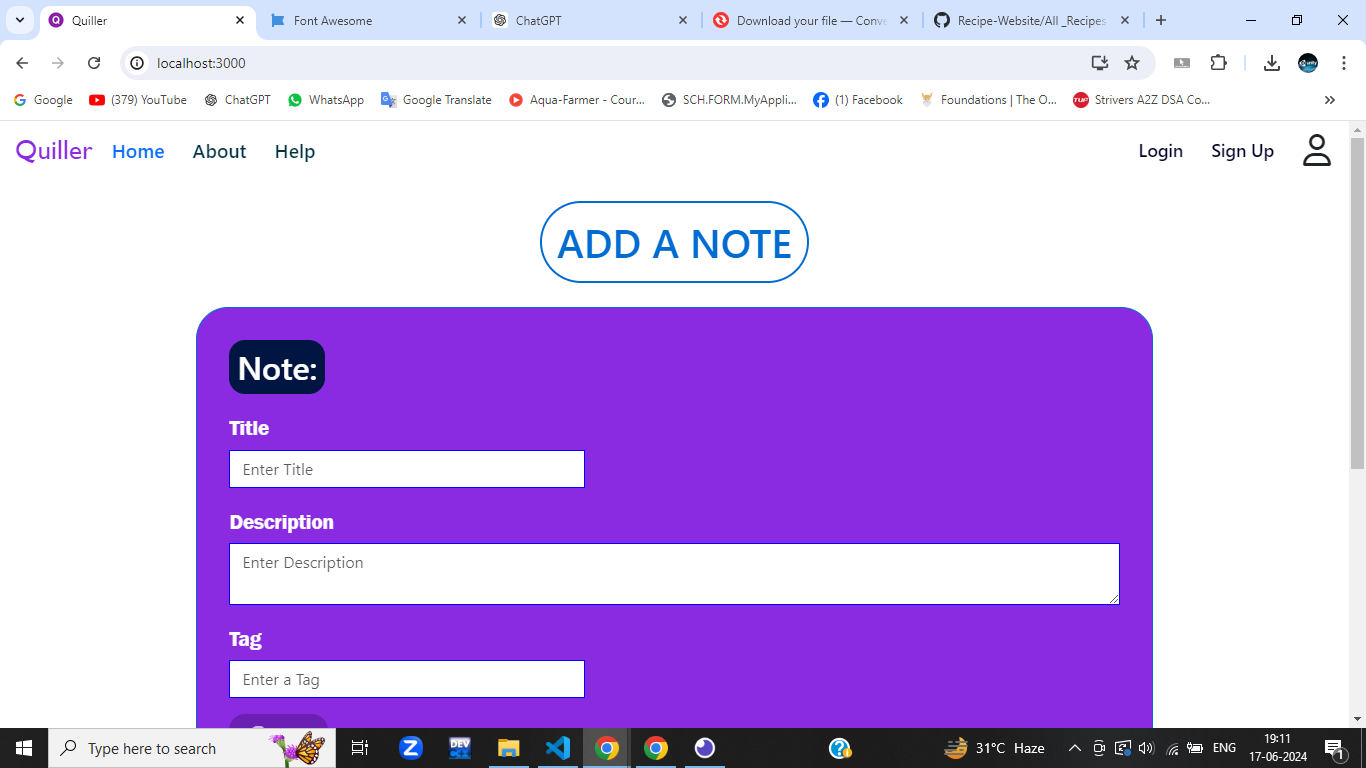 Quiller
Font Awesome
ChatGPT
Download your file — Conve
Recipe-Website/All _Recipes
localhost:3000
Google
(379) YouTube
ChatGPT
WhatsApp
Google Translate
Aqua-Farmer - Cour...
SCH.FORM.MyAppli...
(1) Facebook
Foundations | The O...
TUF
Strivers A2Z DSA Co...
Quiller Home About Help Login Sign Up
ADD A NOTE
Note:
Title
Enter Title
Description
Enter Description
Tag
Enter a Tag
Type here to search
DEV
31°C Haze
ENG
19:11
17-06-2024
1